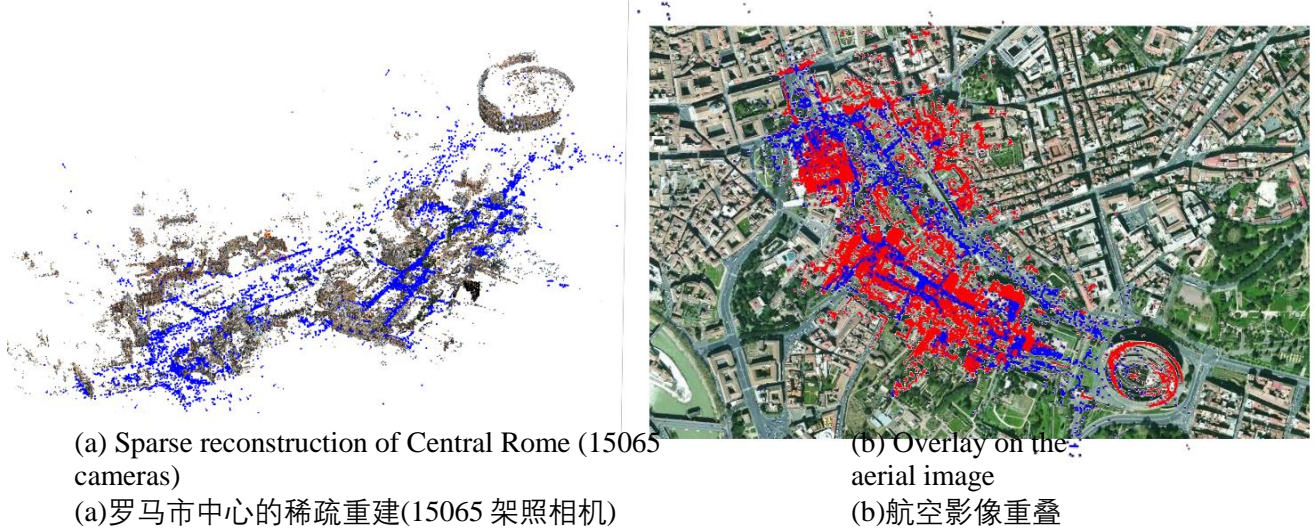 (a) Sparse reconstruction of Central Rome (15065
cameras)
(a)罗马市中心的稀疏重建(15065 架照相机)
(b) Overlay on the
aerial image
(b)航空影像重叠